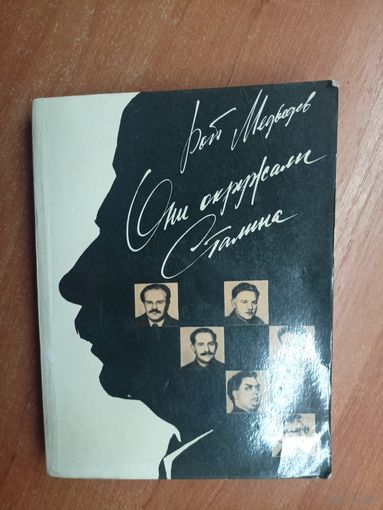 Рой Медведев
Они окружали
Сталина